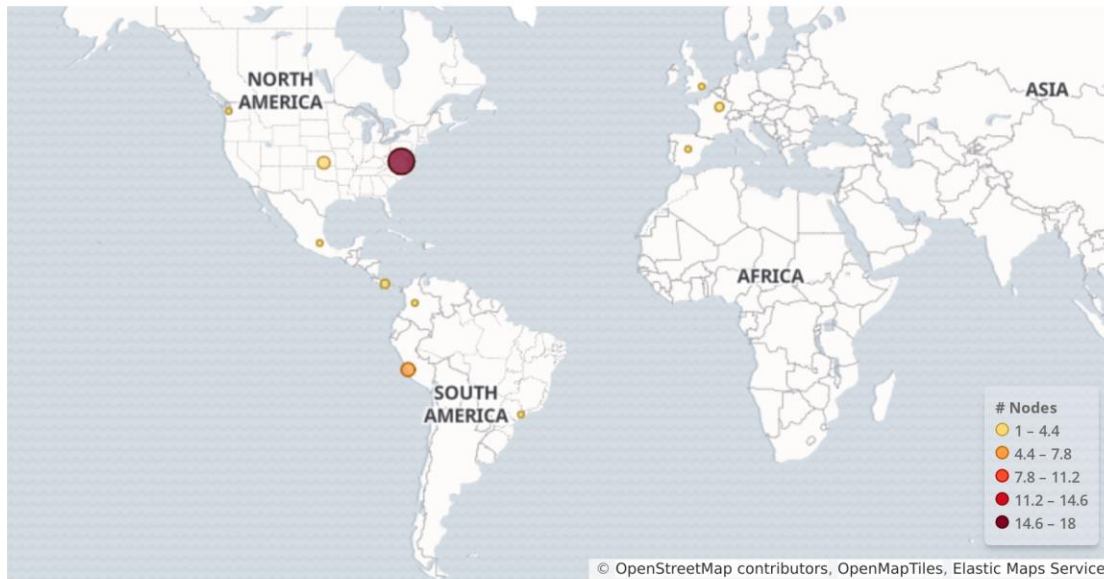 NORTH
AMERICA
ASIA
AFRICA
SOUTH
AMERICA
# Nodes
1 – 4.4
4.4 – 7.8
7.8 – 11.2
11.2 – 14.6
14.6 – 18
© OpenStreetMap contributors, OpenMapTiles, Elastic Maps Service